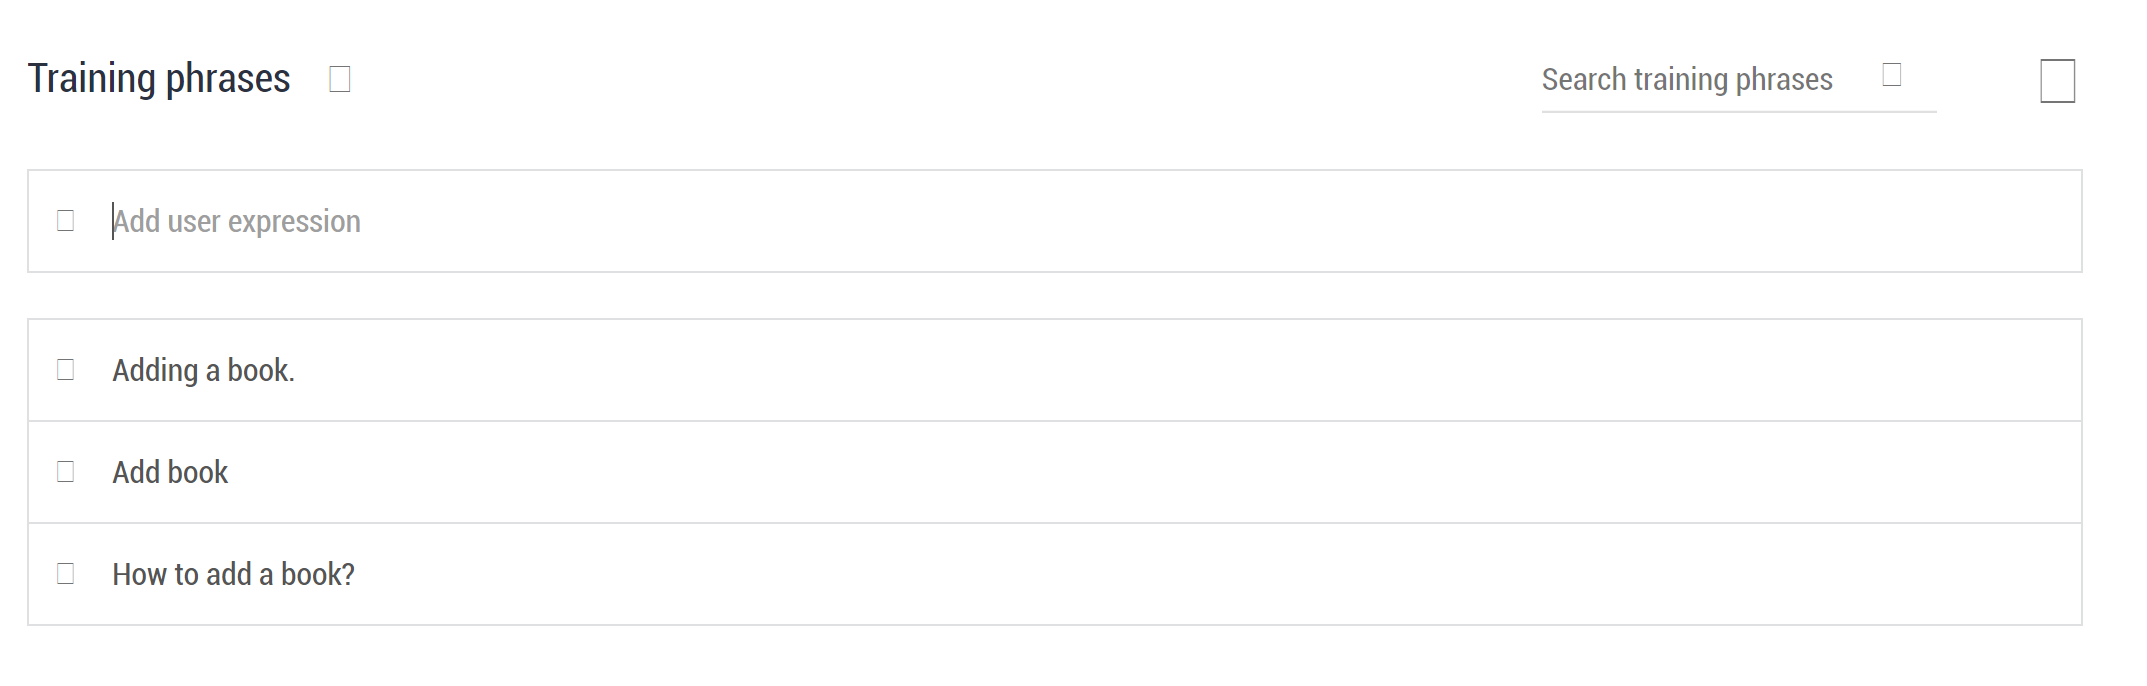 Training phrases
Search training phrases
Add user expression
Adding a book.
Add book
How to add a book?